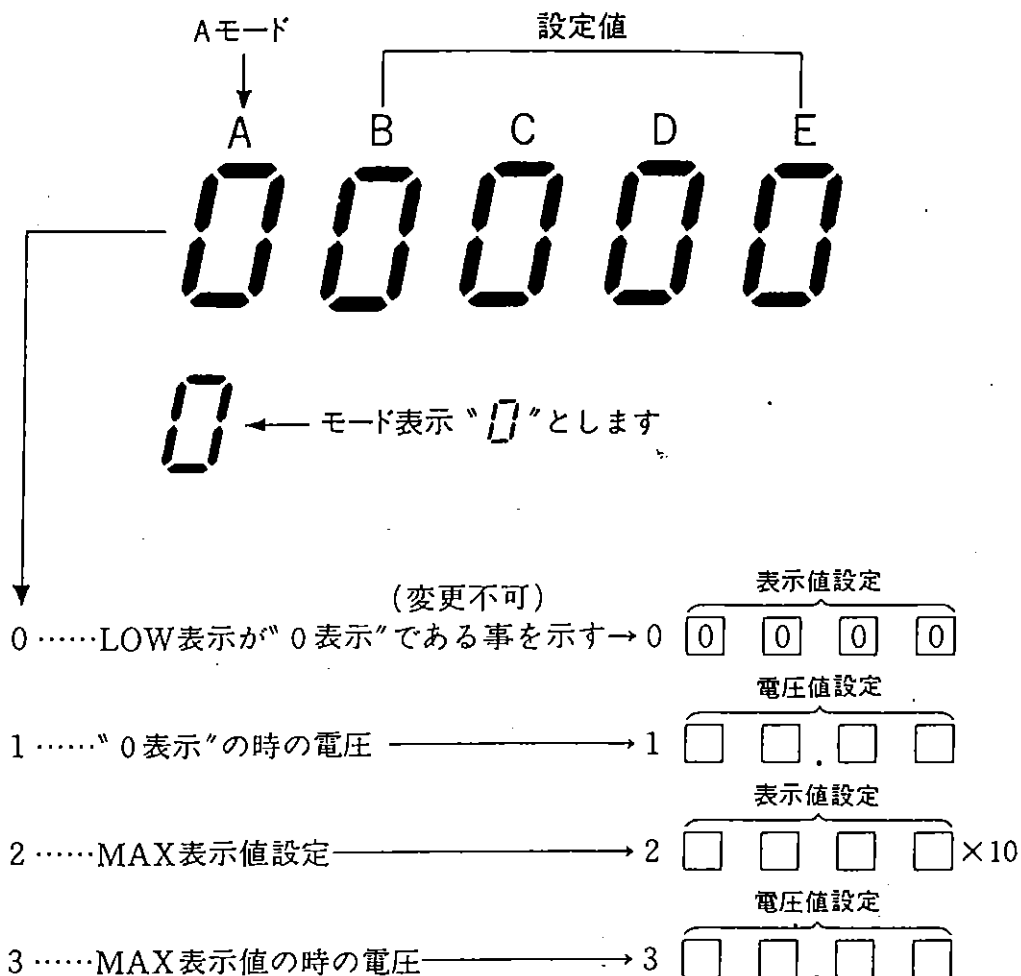 Aモード
設定値
A B C D E
0 0 0 0 0
0 ← モード表示 〝0〞とします
(変更不可)
表示値設定
0 ……LOW表示が〝0表示〞である事を示す→ 0 0 0 0 0
電圧値設定
1 ……〝0表示〞の時の電圧 → 1 □ □.□ □
表示値設定
2 ……MAX表示値設定 → 2 □ □ □ □×10
電圧値設定
3 ……MAX表示値の時の電圧 → 3 □ □.□ □